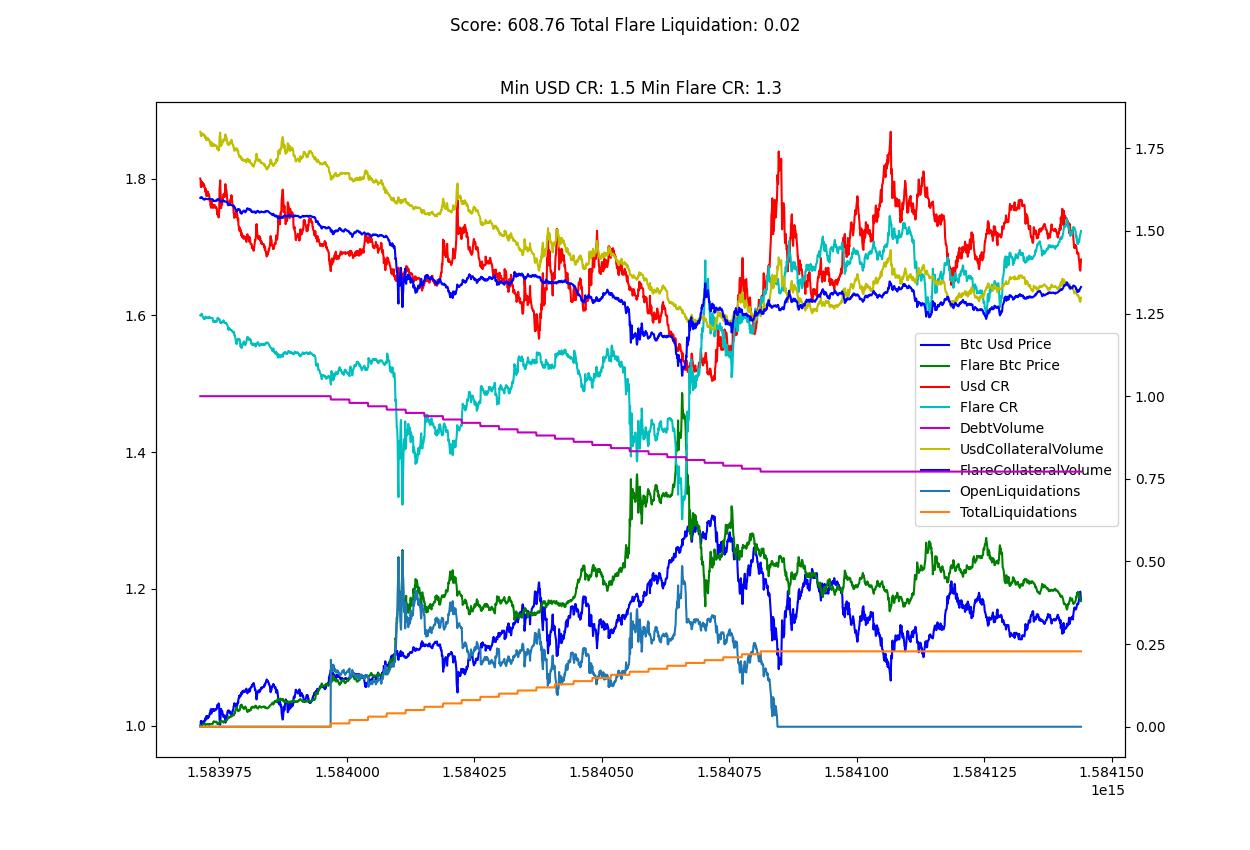 Score: 608.76 Total Flare Liquidation: 0.02
Min USD CR: 1.5 Min Flare CR: 1.3
1.8
1.6
1.4
1.2
1.0
1.75
1.50
1.25
1.00
0.75
0.50
0.25
0.00
Btc Usd Price
Flare Btc Price
Usd CR
Flare CR
DebtVolume
UsdCollateralVolume
FlareCollateralVolume
OpenLiquidations
TotalLiquidations
1.583975 1.584000 1.584025 1.584050 1.584075 1.584100 1.584125 1.584150
1e15